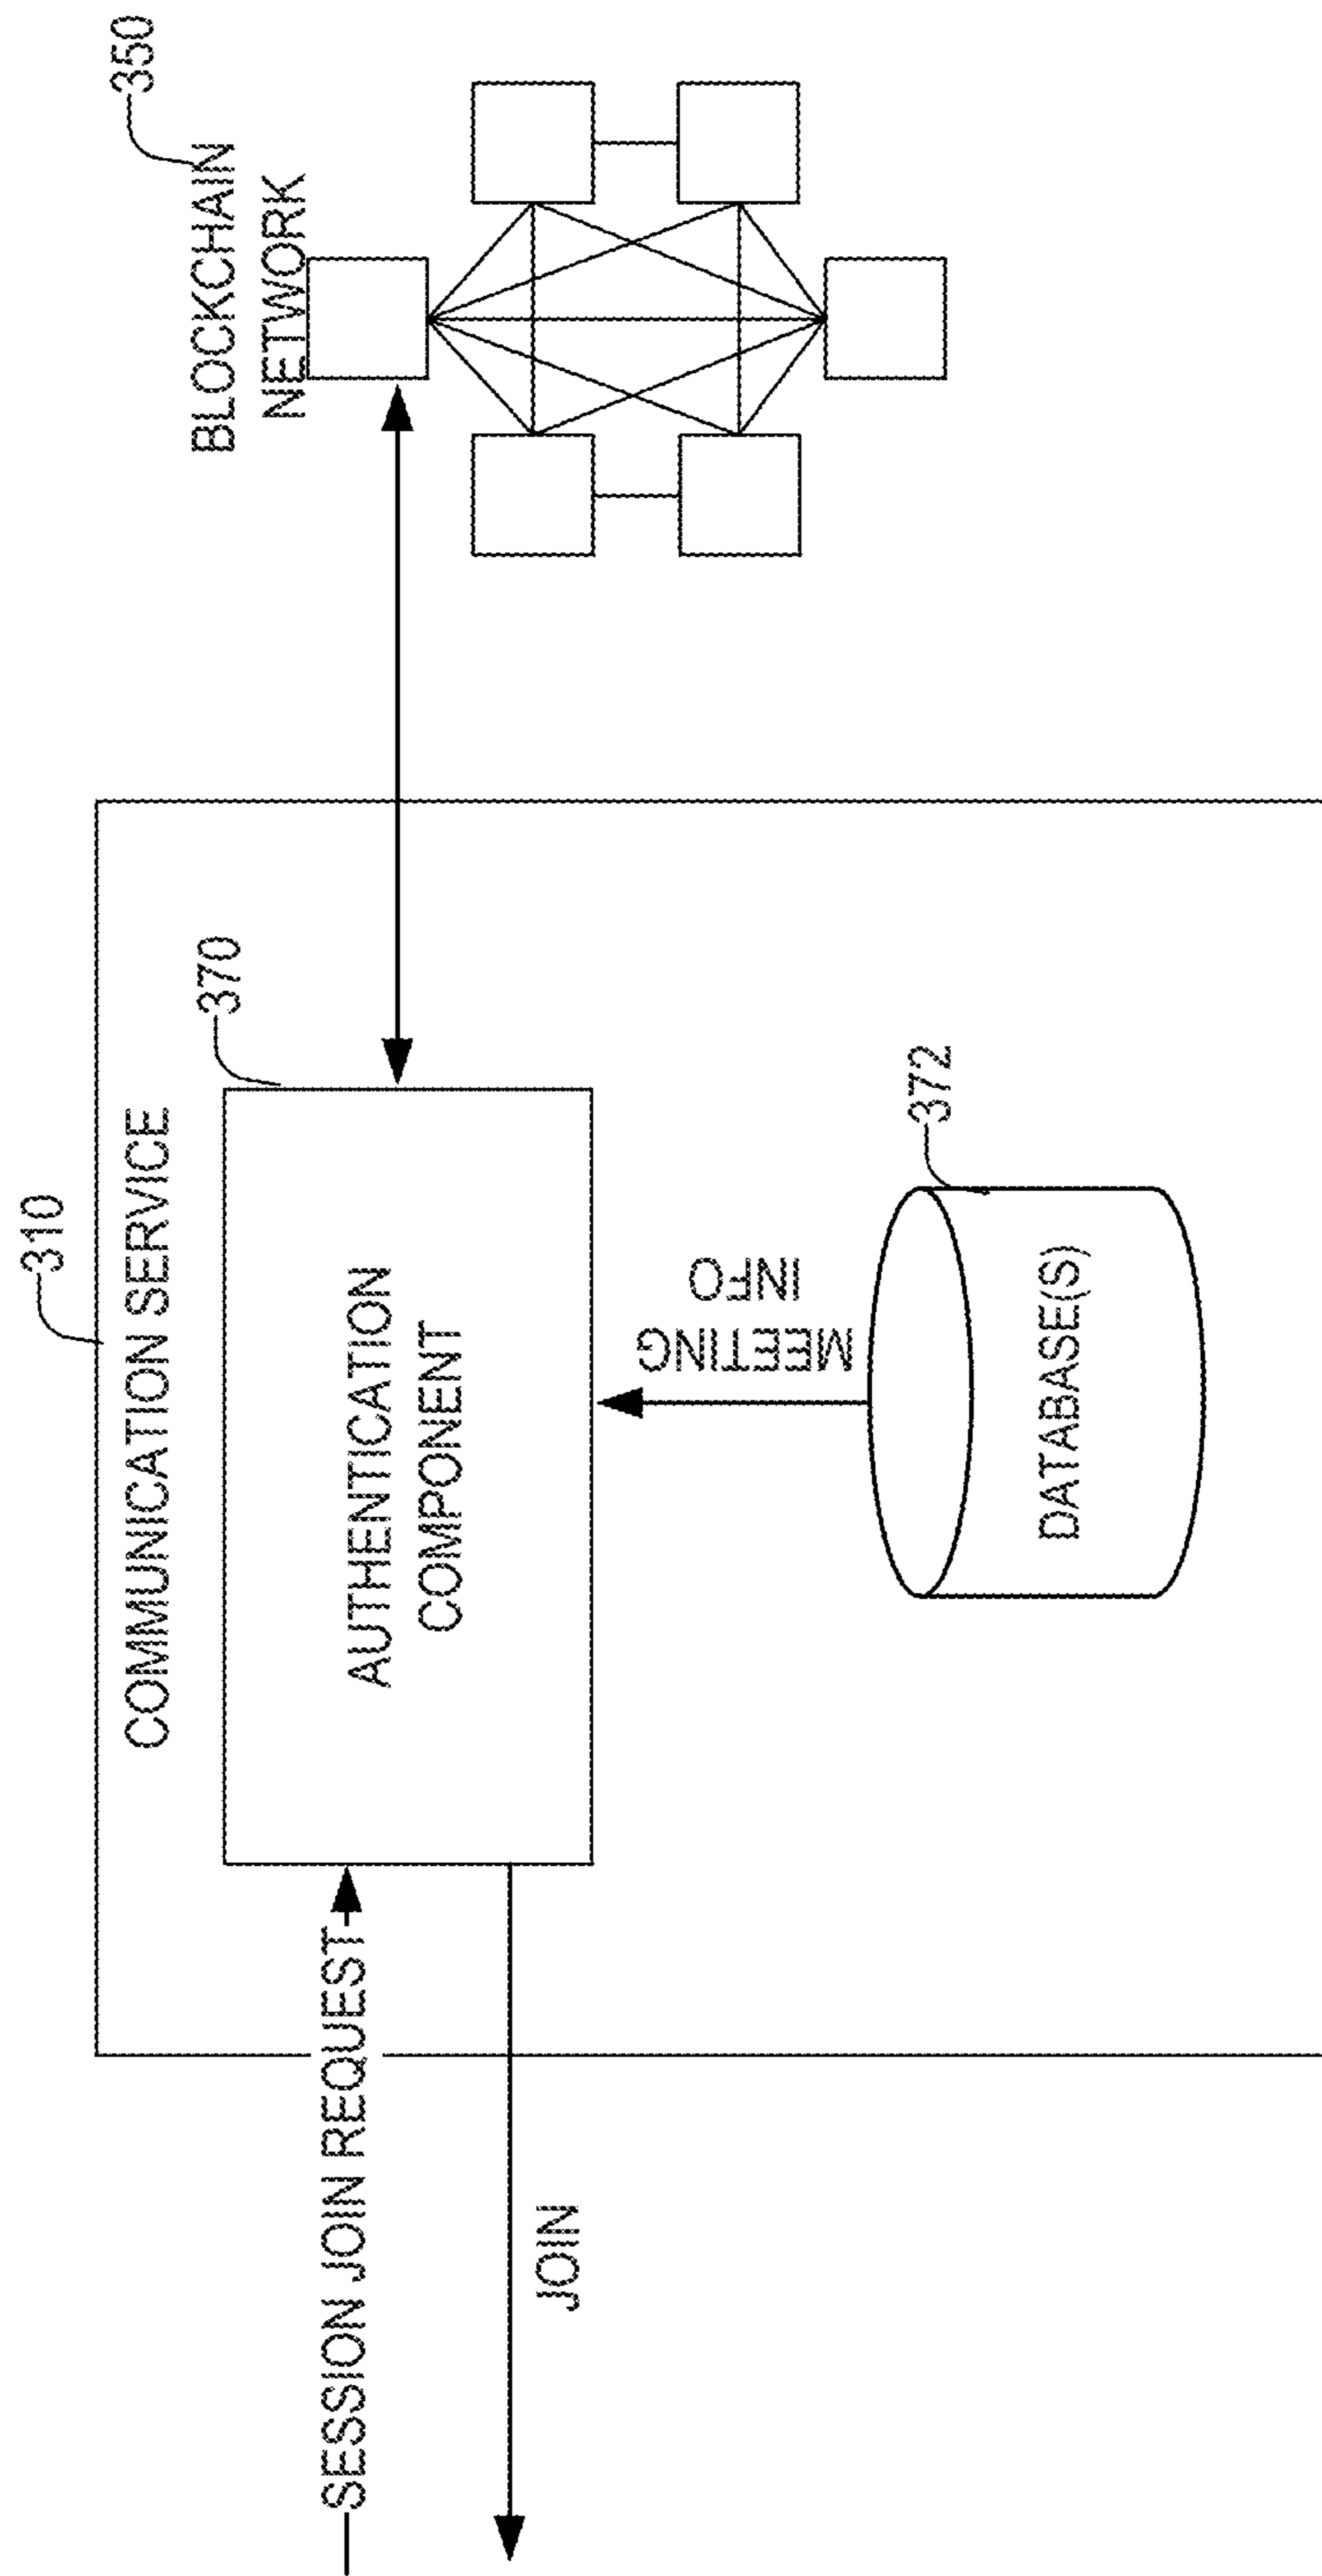 310
COMMUNICATION SERVICE
370
AUTHENTICATION
COMPONENT
SESSION JOIN REQUEST
JOIN
MEETING
INFO
372
DATABASE(S)
350
BLOCKCHAIN
NETWORK